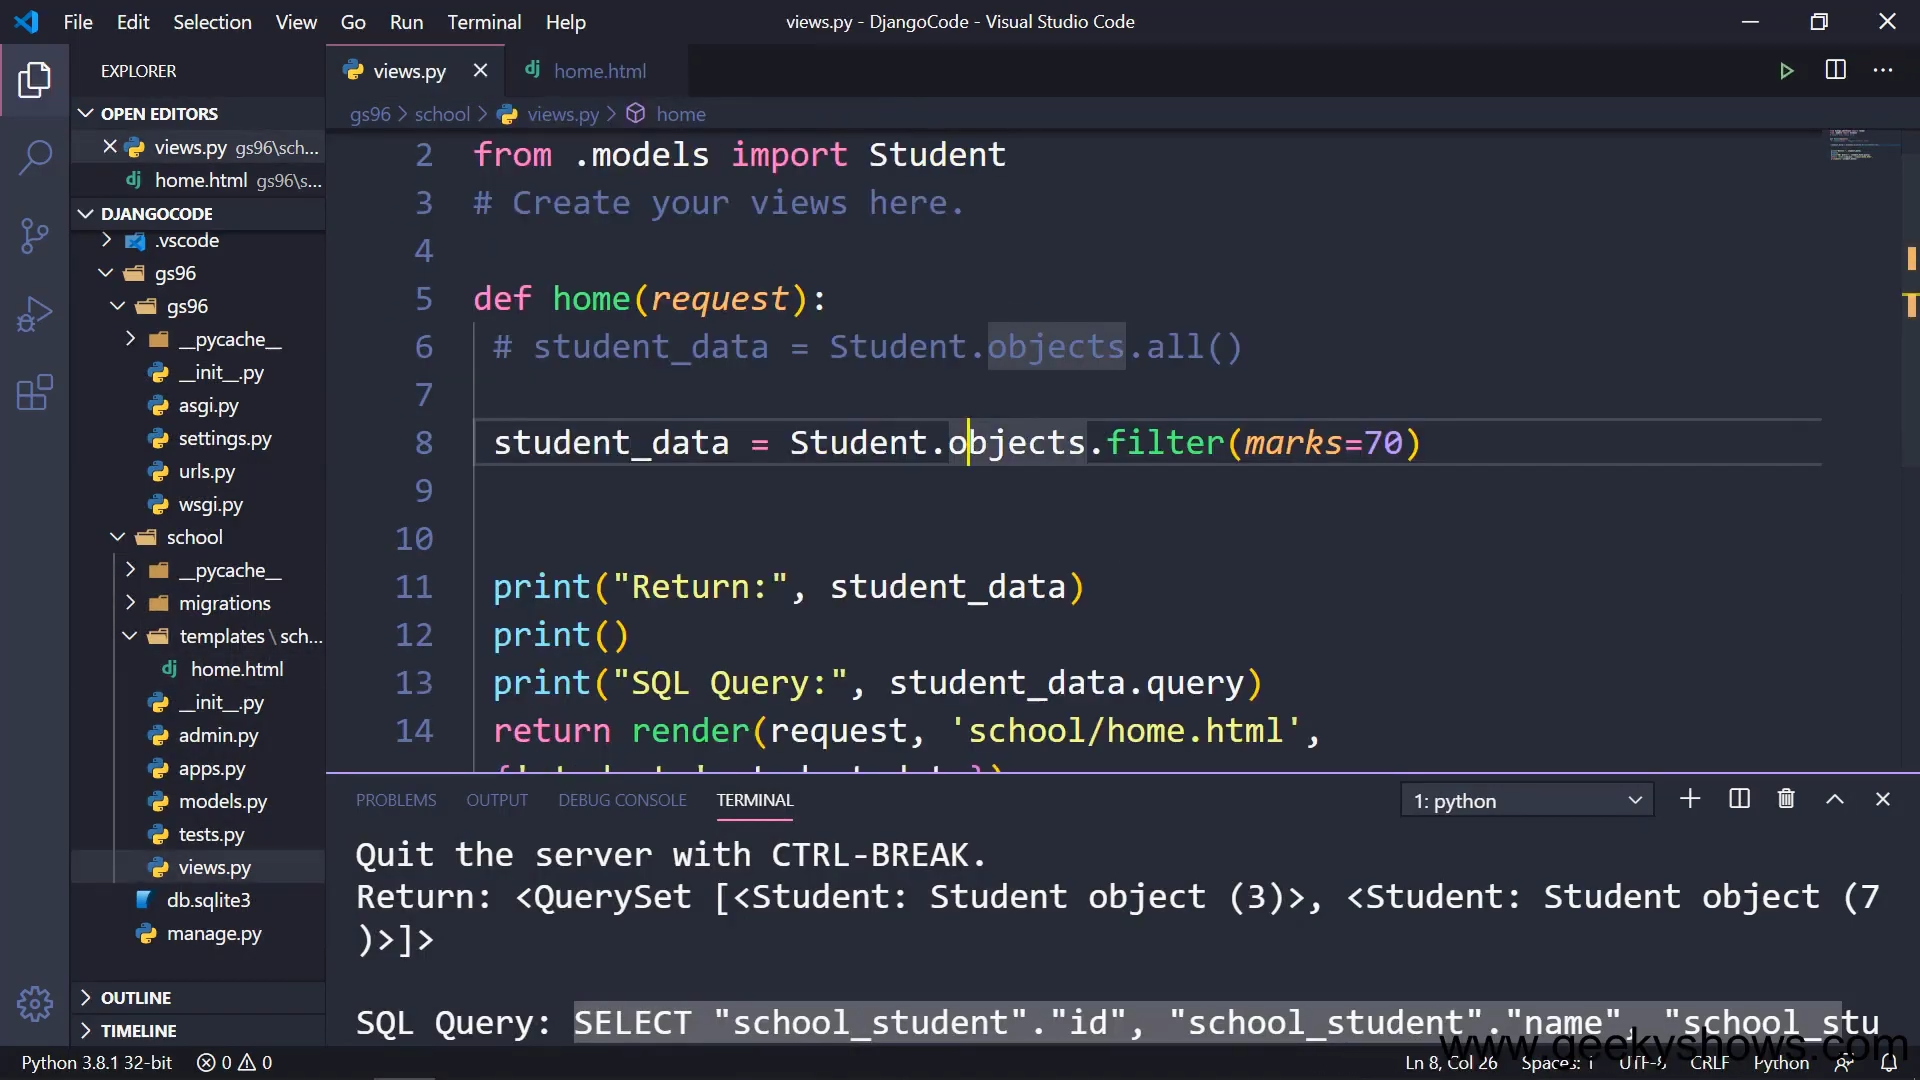 File Edit Selection View Go Run Terminal Help
views.py - DjangoCode - Visual Studio Code
EXPLORER
OPEN EDITORS
views.py gs96\sch...
home.html gs96\s...
DJANGOCODE
.vscode
gs96
gs96
__pycache__
__init__.py
asgi.py
settings.py
urls.py
wsgi.py
school
__pycache__
migrations
templates\sch...
home.html
__init__.py
admin.py
apps.py
models.py
tests.py
views.py
db.sqlite3
manage.py
OUTLINE
TIMELINE
views.py
home.html
gs96 > school > views.py > home
2 from .models import Student
3 # Create your views here.
4
5 def home(request):
6 # student_data = Student.objects.all()
7
8 student_data = Student.objects.filter(marks=70)
9
10
11 print("Return:", student_data)
12 print()
13 print("SQL Query:", student_data.query)
14 return render(request, 'school/home.html',
PROBLEMS OUTPUT DEBUG CONSOLE TERMINAL
1: python
Quit the server with CTRL-BREAK.
Return: <QuerySet [<Student: Student object (3)>, <Student: Student object (7
)>]>
SQL Query: SELECT "school_student"."id", "school_student"."name", "school_stu
www.geekyshows.com
Python 3.8.1 32-bit 0 0
Ln 8, Col 26 Spaces: 1 UTF-8 CRLF Python